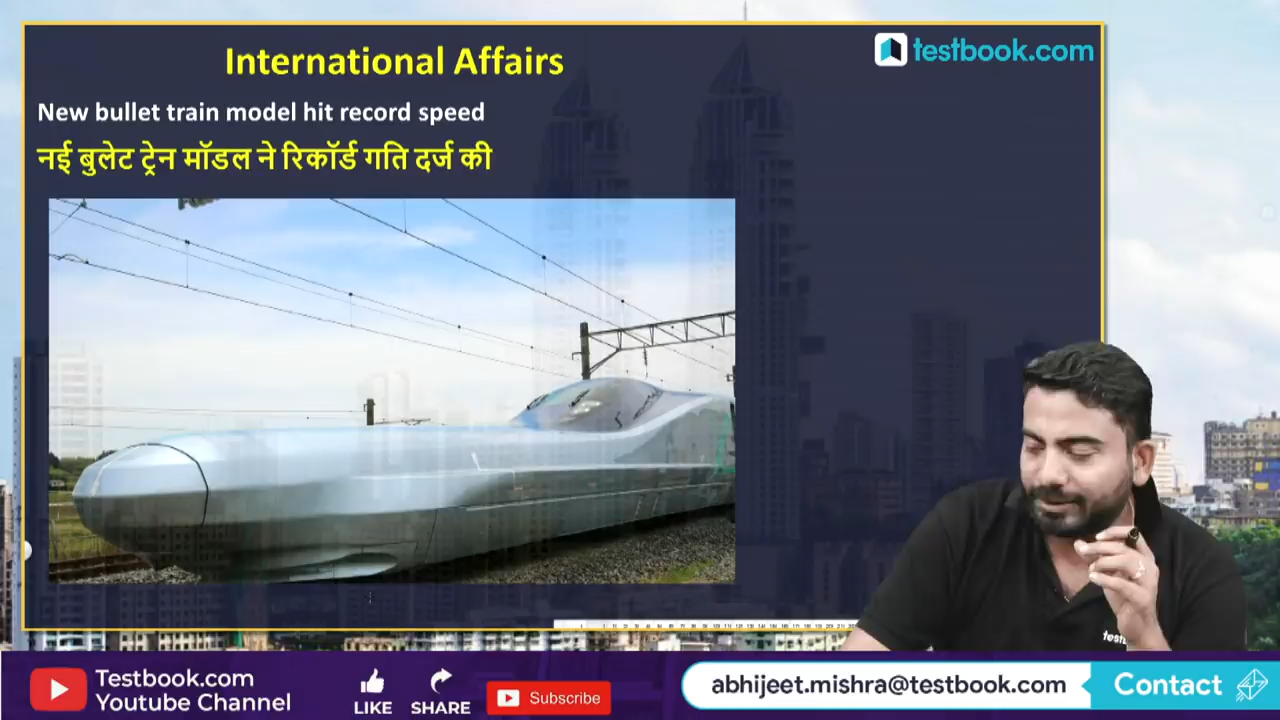 International Affairs
testbook.com
New bullet train model hit record speed
नई बुलेट ट्रेन मॉडल ने रिकॉर्ड गति दर्ज की
test
Testbook.com
Youtube Channel
LIKE
SHARE
Subscribe
abhijeet.mishra@testbook.com
Contact